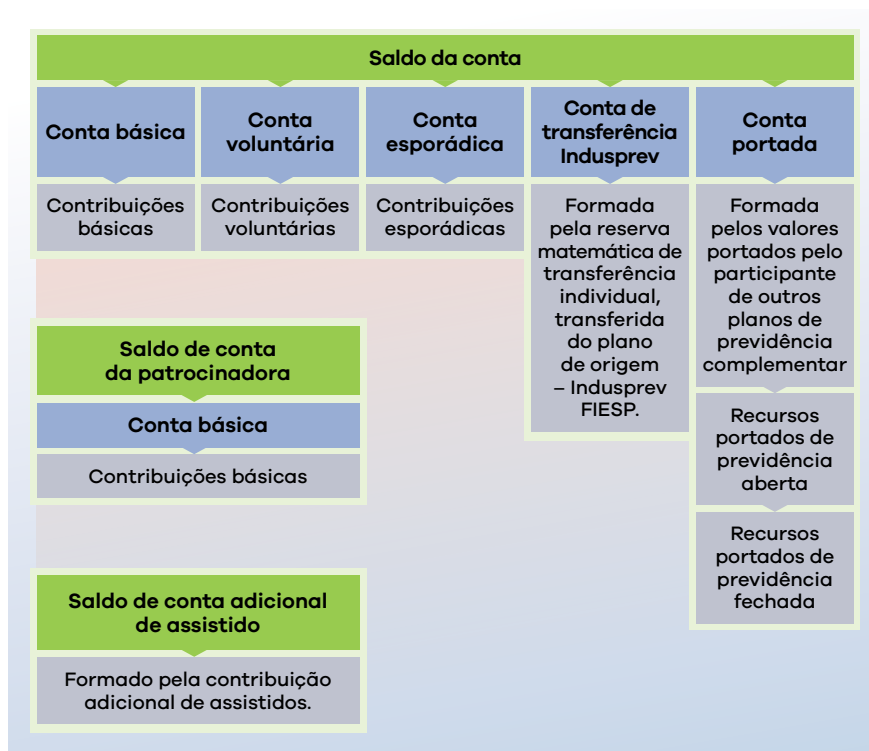 Saldo da conta
Conta básica
Contribuições
básicas
Conta
voluntária
Contribuições
voluntárias
Conta
esporádica
Contribuições
esporádicas
Conta de
transferência
Indusprev
Formada
pela reserva
matemática de
transferência
individual,
transferida
do plano
de origem
– Indusprev
FIESP.
Conta
portada
Formada
pelos valores
portados pelo
participante
de outros
planos de
previdência
complementar
Recursos
portados de
previdência
aberta
Recursos
portados de
previdência
fechada
Saldo de conta
da patrocinadora
Conta básica
Contribuições básicas
Saldo de conta adicional
de assistido
Formado pela contribuição
adicional de assistidos.